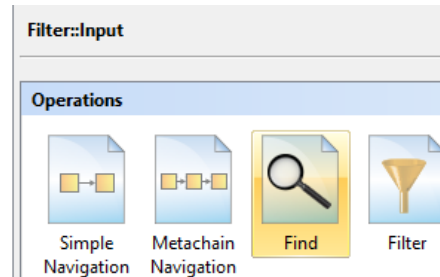 Filter::Input
Operations
Simple Navigation
Metachain Navigation
Find
Filter